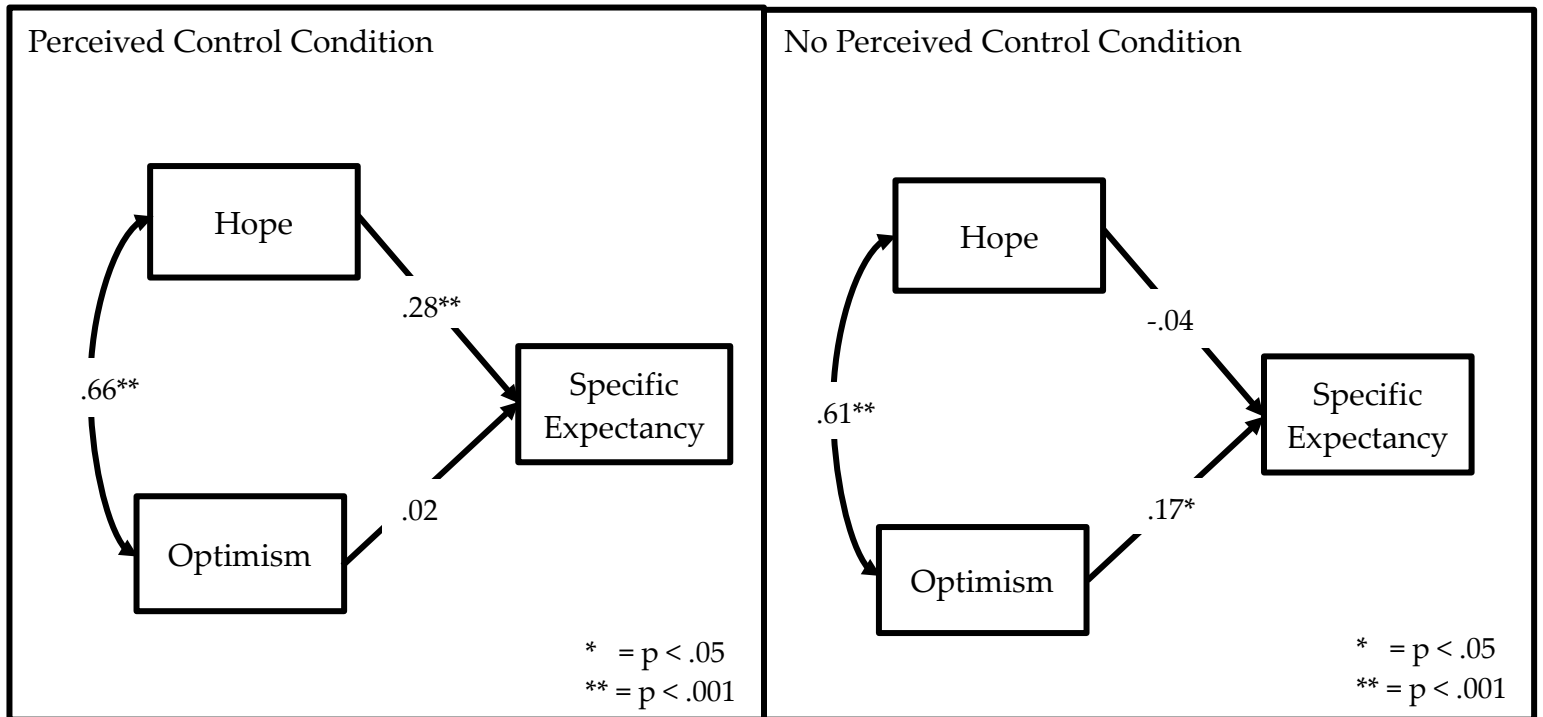 Perceived Control Condition
Hope
.28**
.66**
Specific
Expectancy
.02
Optimism
*   = p < .05
** = p < .001
No Perceived Control Condition
Hope
-.04
.61**
Specific
Expectancy
.17*
Optimism
*   = p < .05
** = p < .001